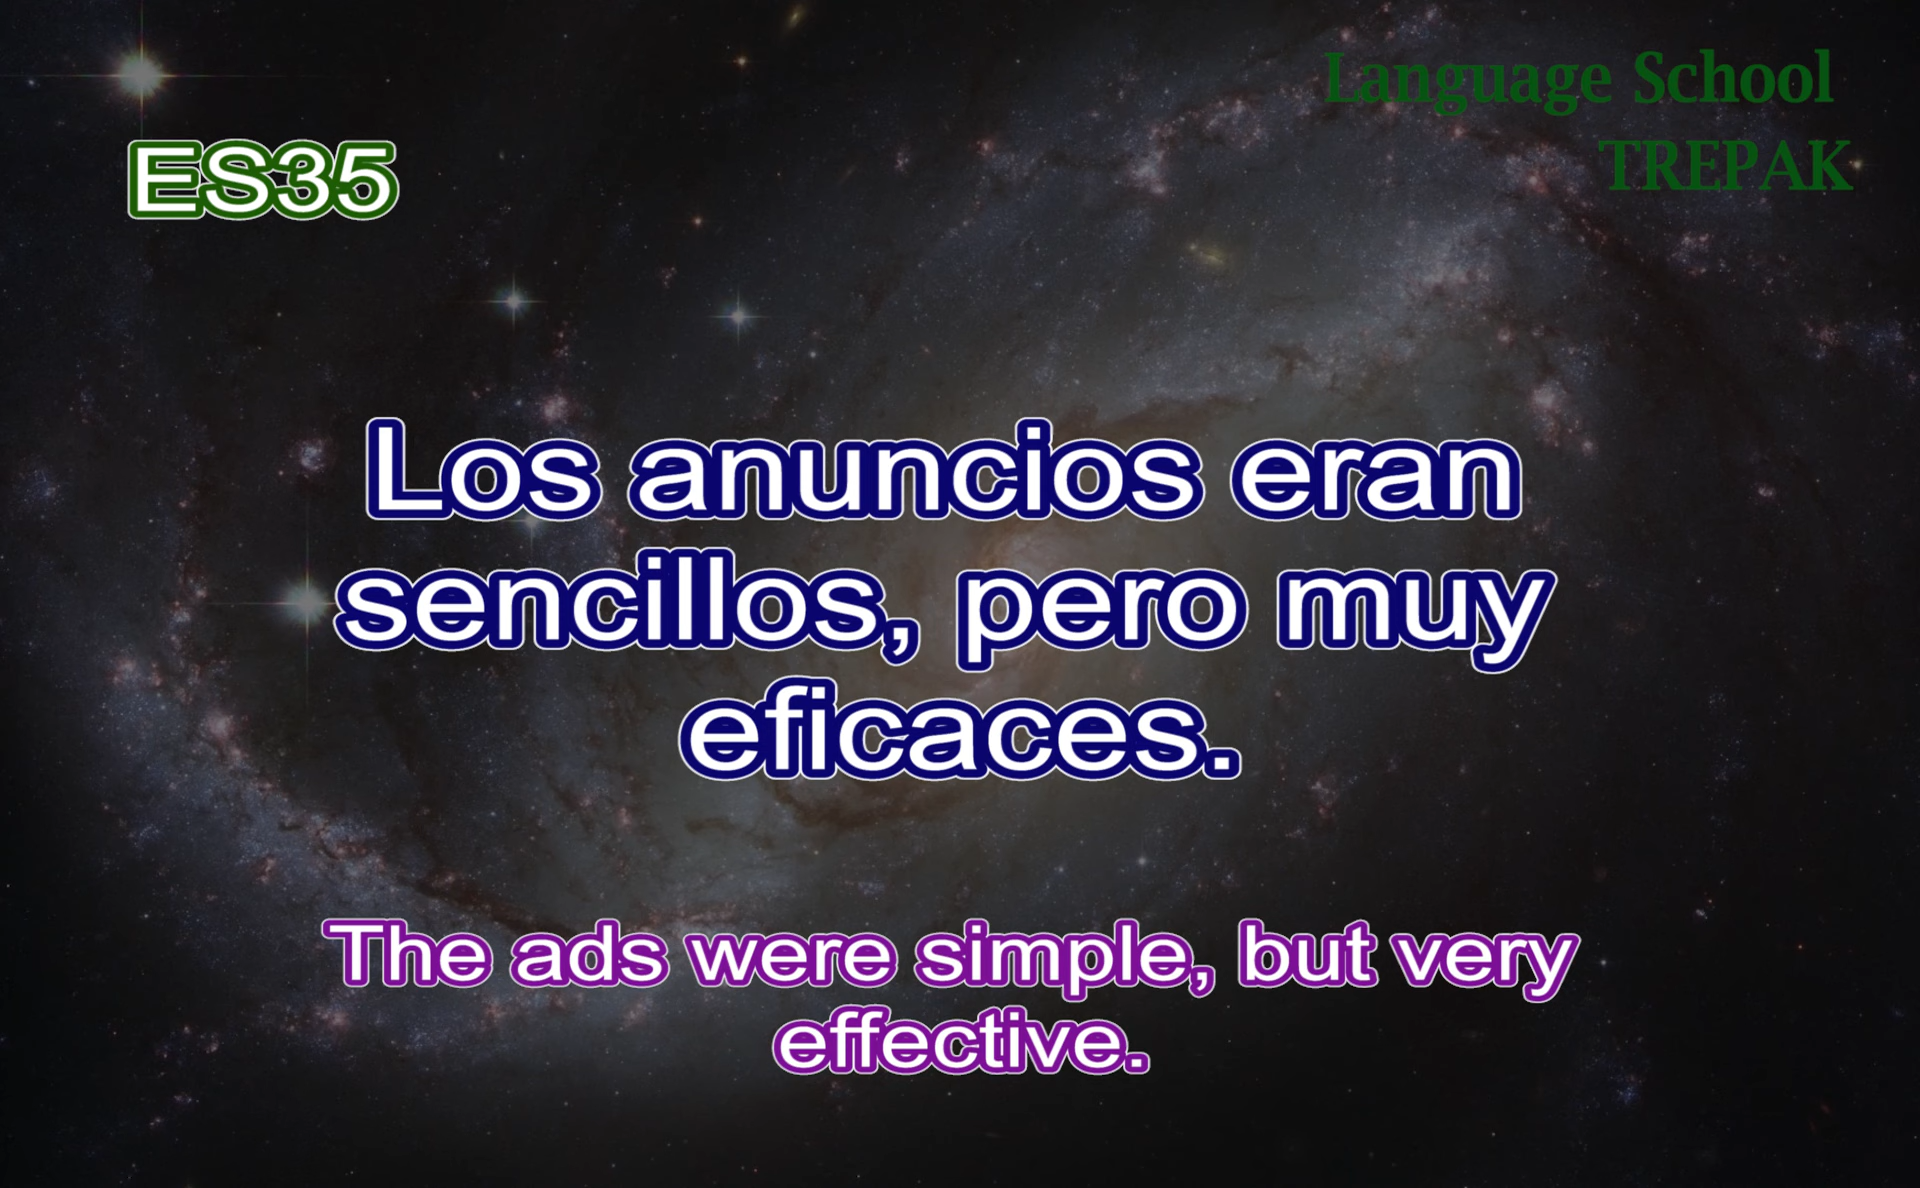 Language School
TREPAK
ES35
Los anuncios eran
sencillos, pero muy
eficaces.
The ads were simple, but very
effective.